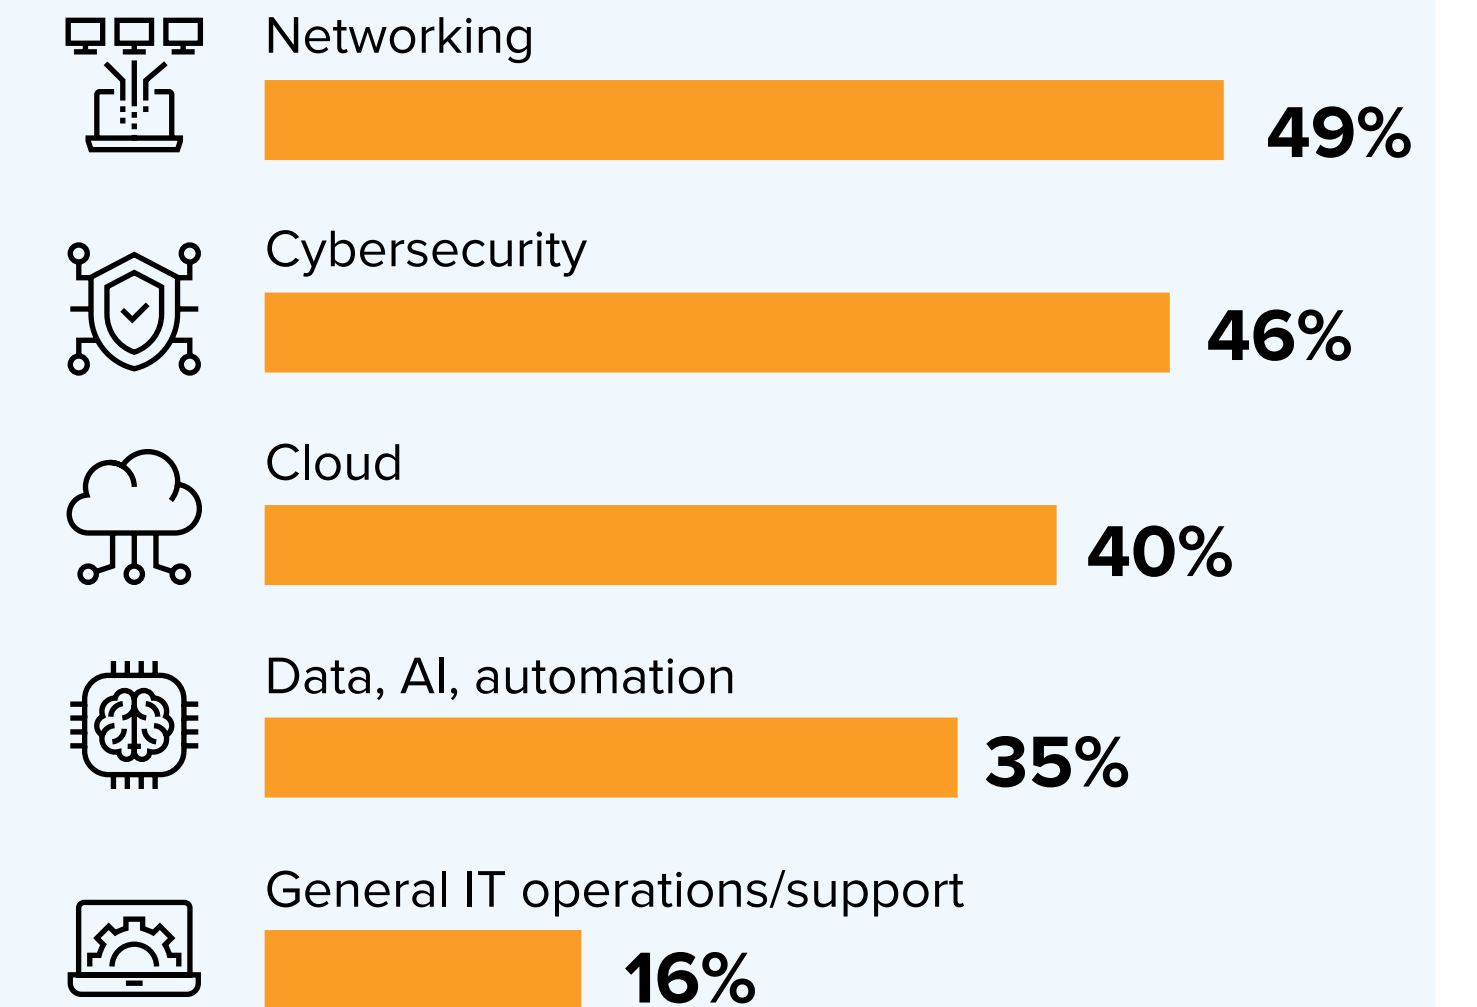 Networking
49%
Cybersecurity
46%
Cloud
40%
Data, AI, automation
35%
General IT operations/support
16%